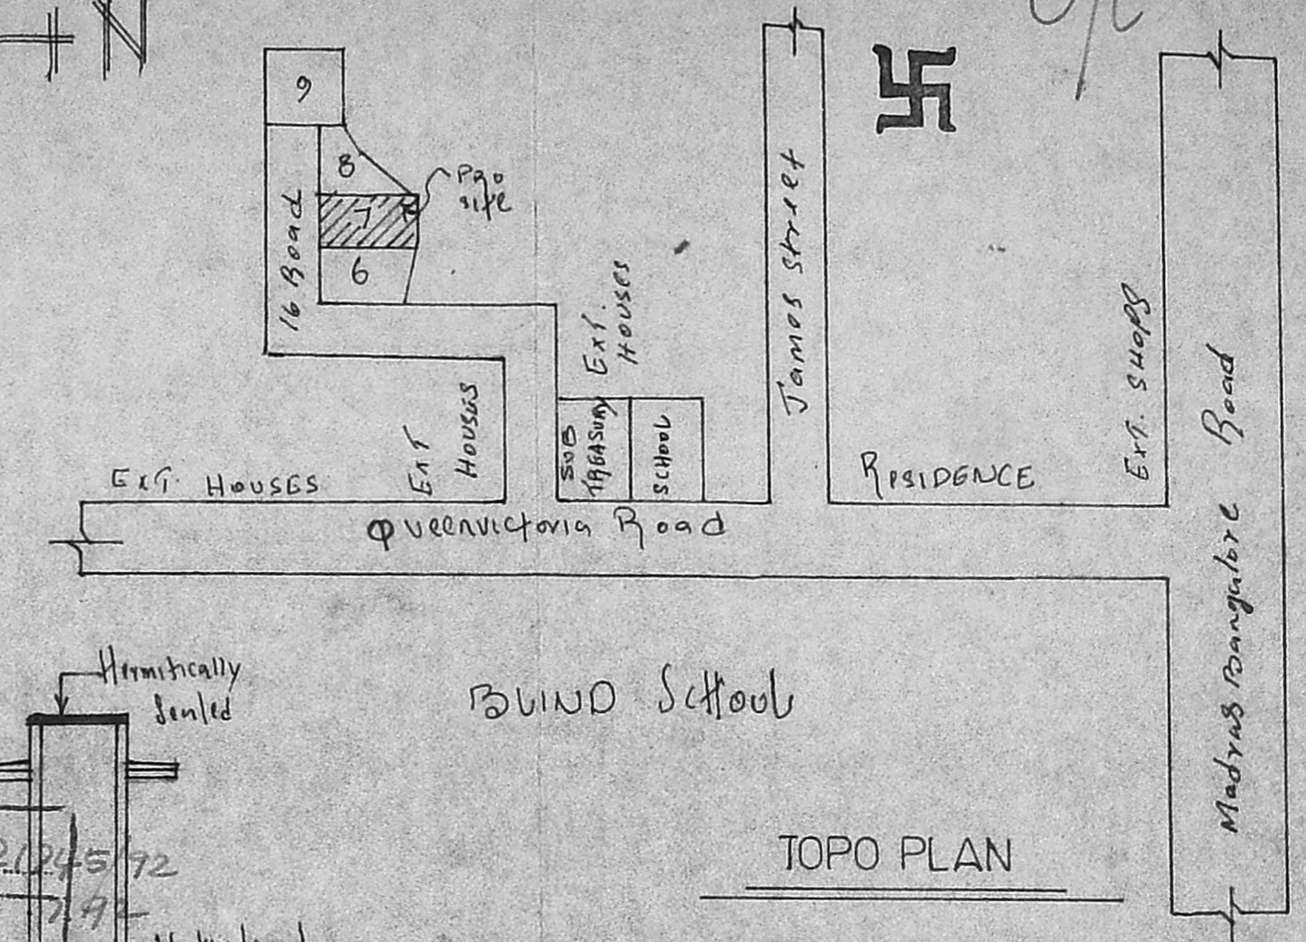 N
9
8
Pro
site
7
6
16 Road
Ext.
Houses
James street
Ext. Shops
Madras Bangalore Road
Ext
Houses
Sub
Treasury
School
Residence
Ext. Houses
Queenvictoria Road
Hermitically
Sealed
Blind School
TOPO PLAN